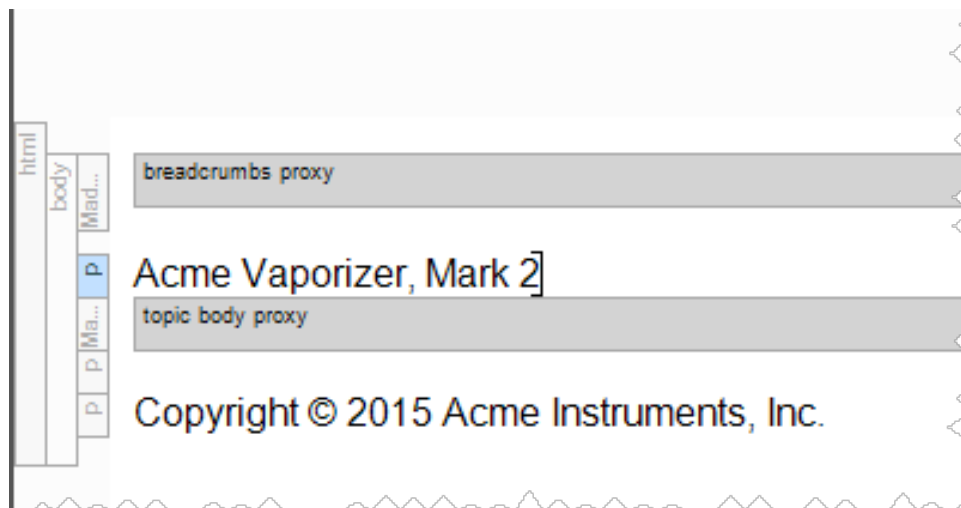 html
body
Mad...
breadcrumbs proxy
P
Acme Vaporizer, Mark 2
Ma...
topic body proxy
P
P
Copyright © 2015 Acme Instruments, Inc.